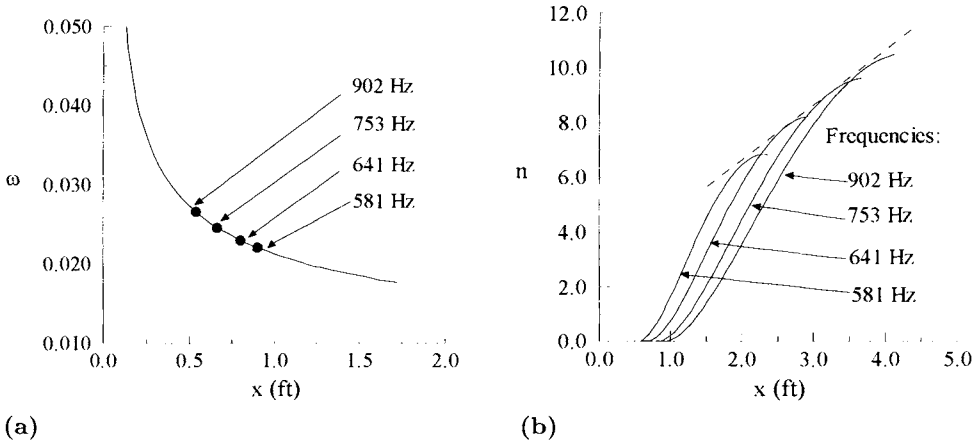 0.050
0.040
0.030
0.020
0.010
ω
0.0 0.5 1.0 1.5 2.0
x (ft)
902 Hz
753 Hz
641 Hz
581 Hz
(a)
12.0
10.0
8.0
6.0
4.0
2.0
0.0
n
0.0 1.0 2.0 3.0 4.0 5.0
x (ft)
Frequencies:
902 Hz
753 Hz
641 Hz
581 Hz
(b)